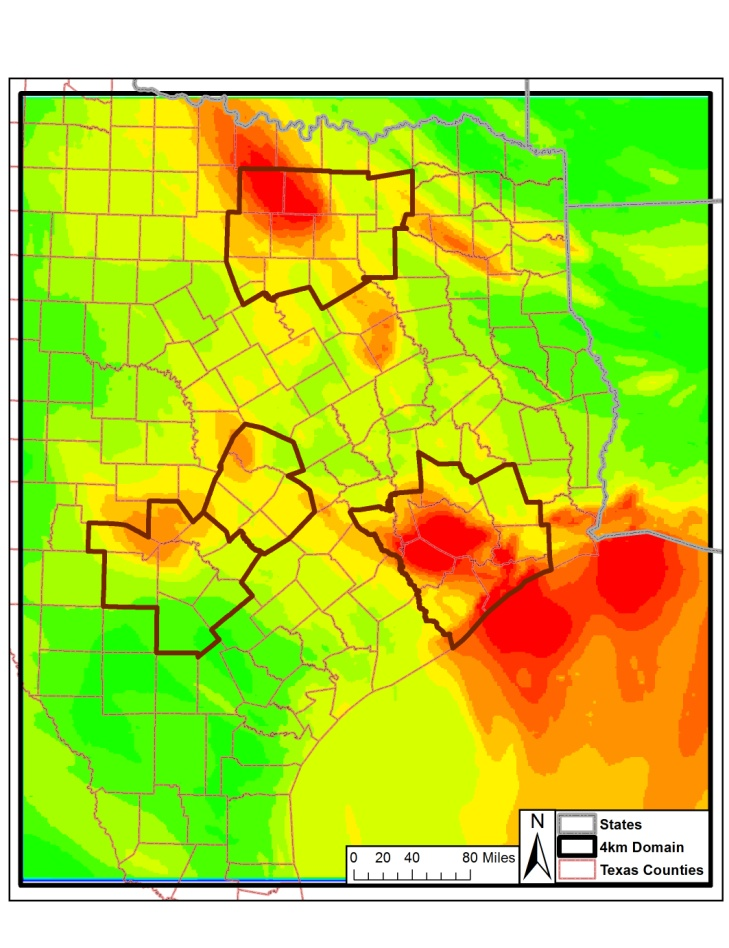 N
States
4km Domain
Texas Counties
0 20 40 80 Miles